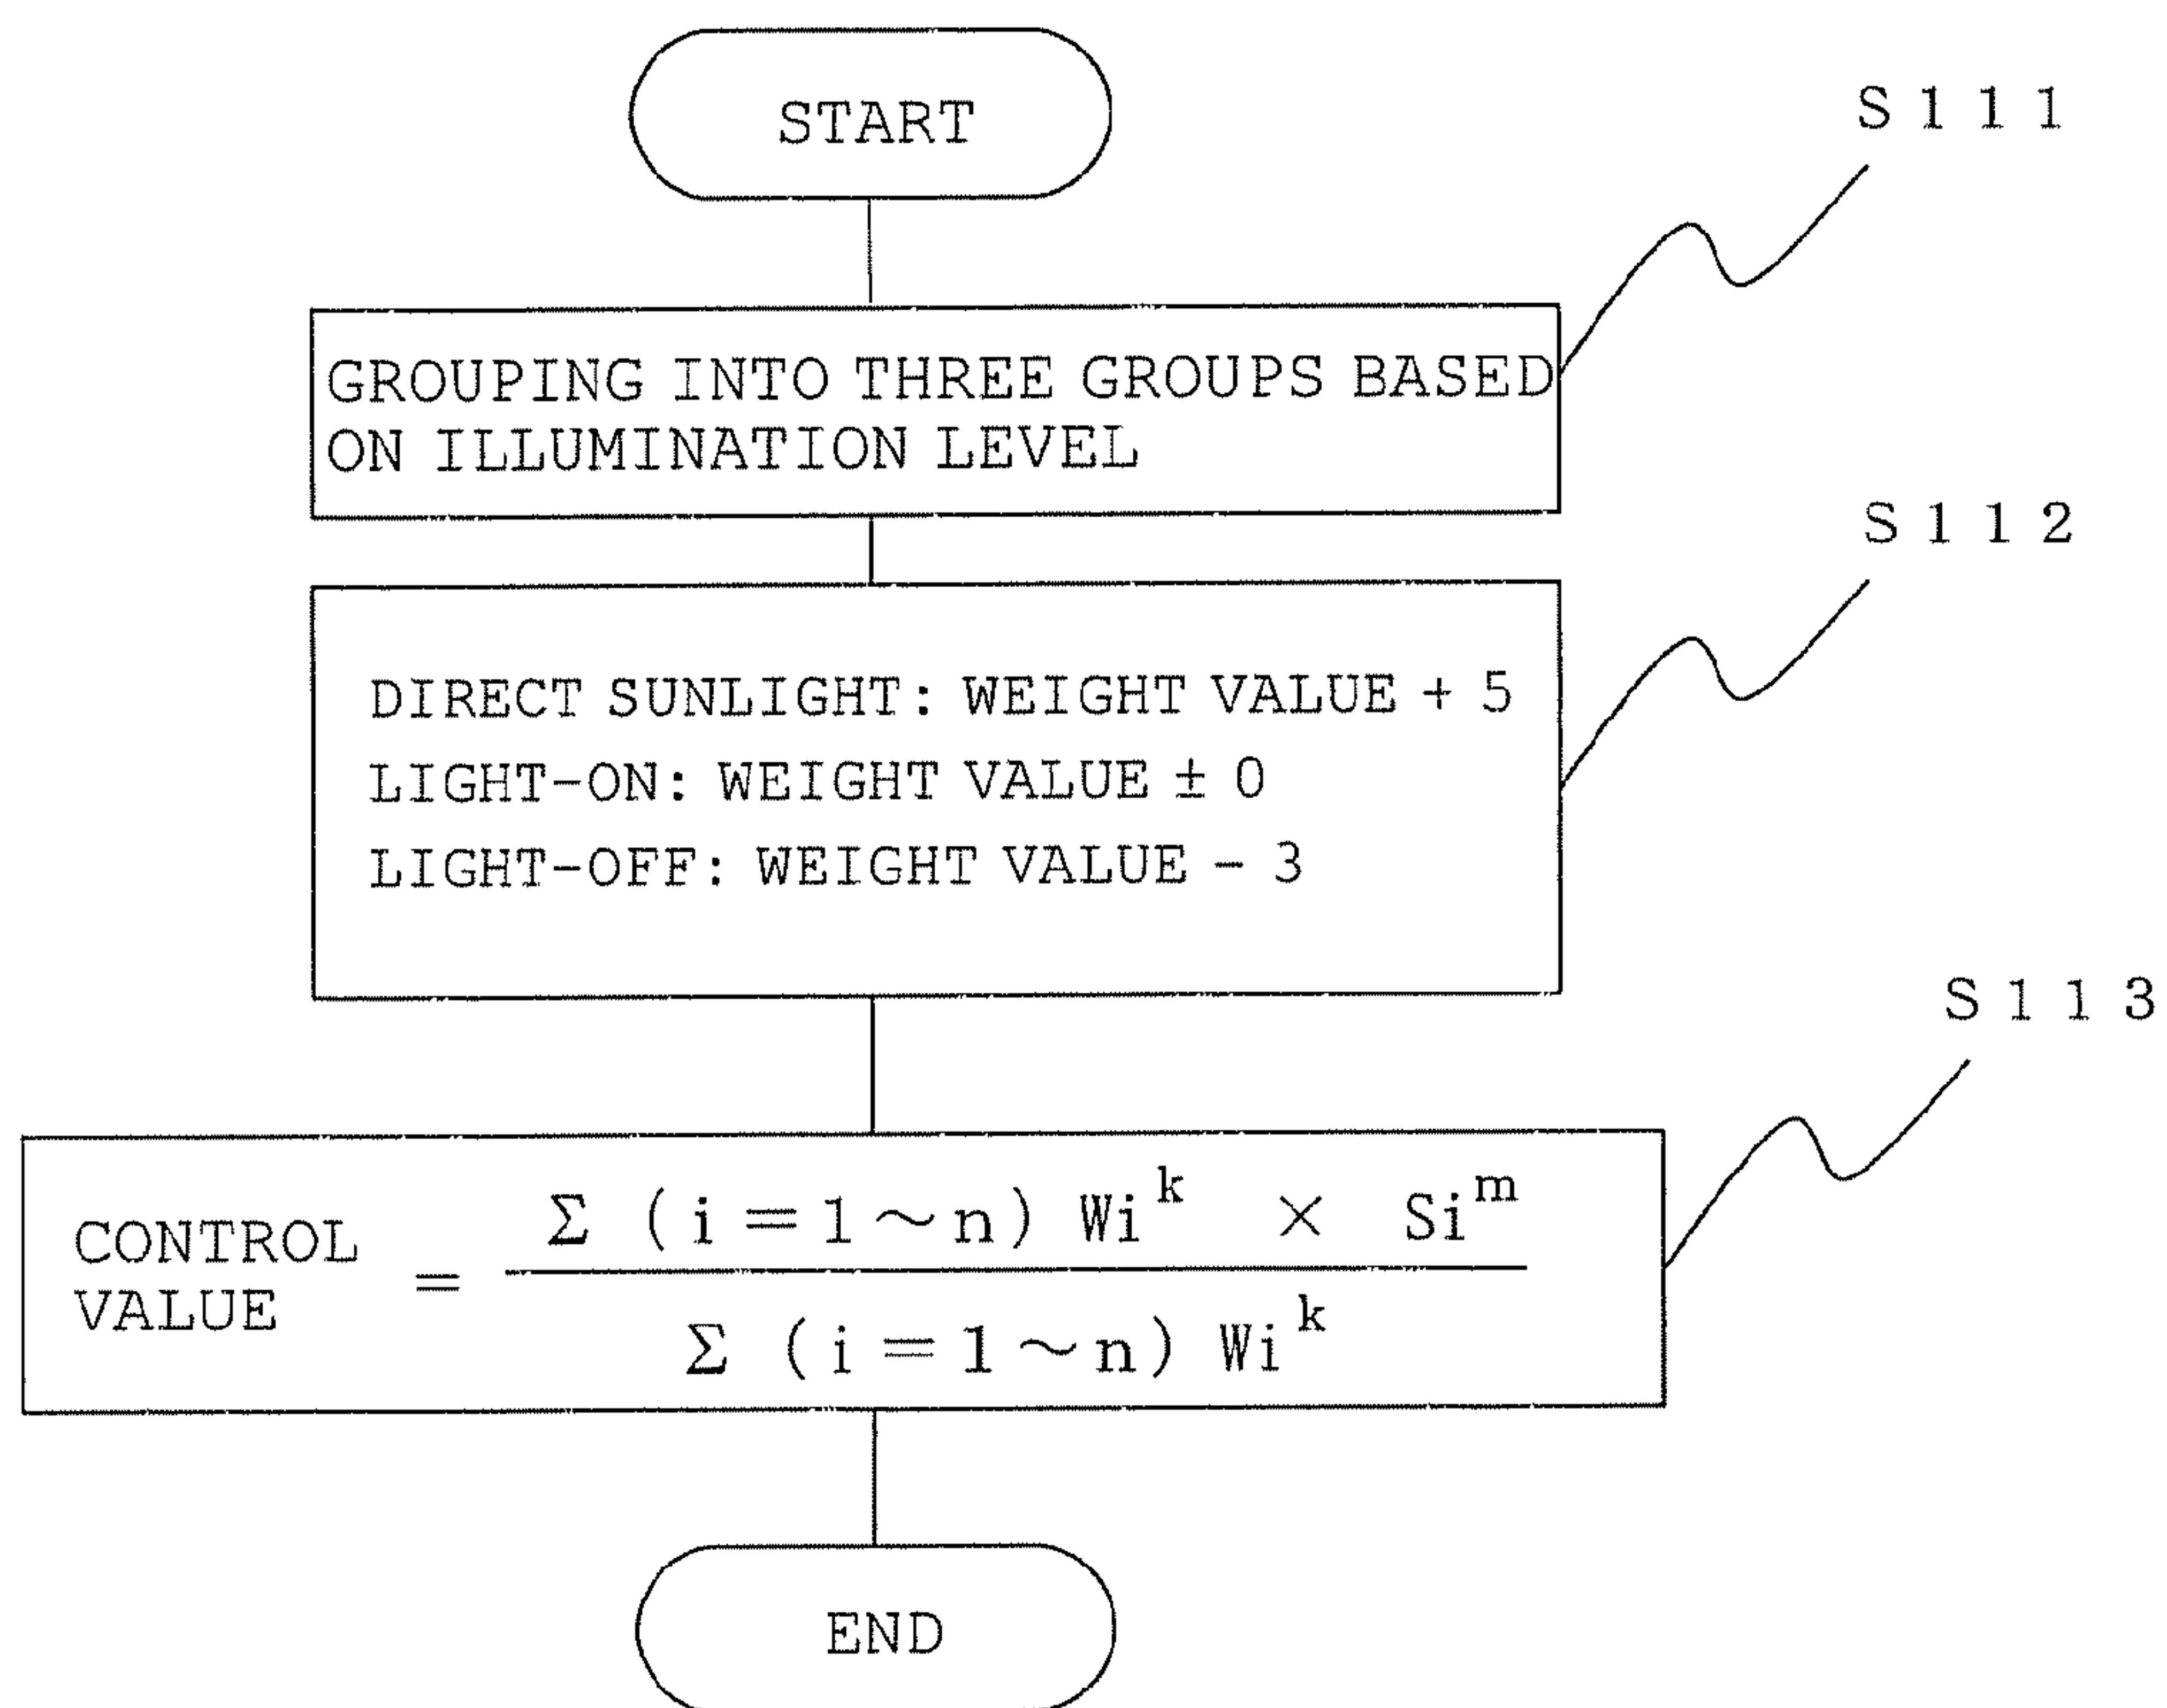 START
S111
GROUPING INTO THREE GROUPS BASED
ON ILLUMINATION LEVEL
S112
DIRECT SUNLIGHT: WEIGHT VALUE + 5
LIGHT-ON: WEIGHT VALUE ± 0
LIGHT-OFF: WEIGHT VALUE - 3
S113
CONTROL
VALUE
=
Σ (i=1~n) Wi^k × Si^m
Σ (i=1~n) Wi^k
END